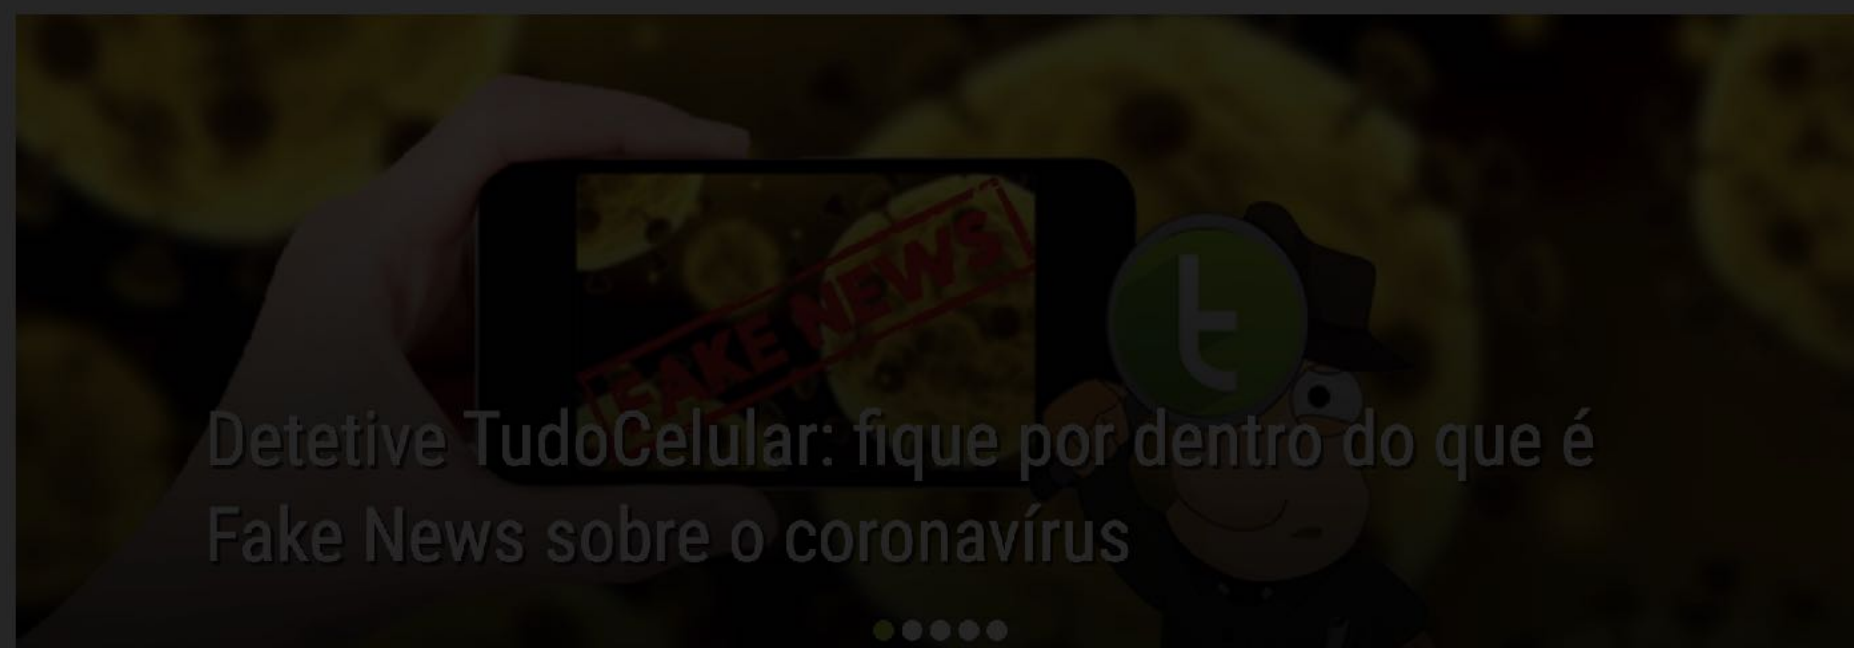 FAKE NEWS
t
Detetive TudoCelular: fique por dentro do que é
Fake News sobre o coronavírus